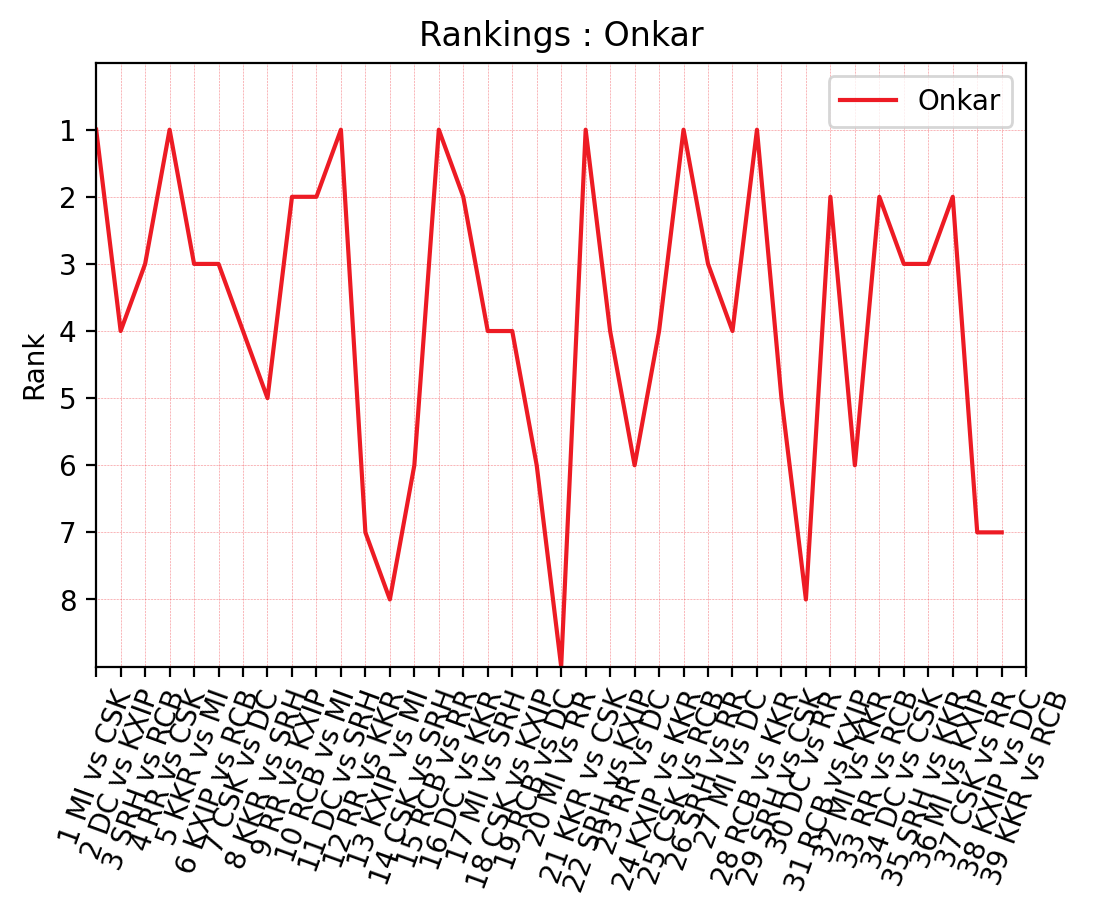 Rankings : Onkar
Onkar
Rank
1
2
3
4
5
6
7
8
1 MI vs CSK
2 DC vs KXIP
3 SRH vs RCB
4 RR vs CSK
5 KKR vs MI
6 KXIP vs RCB
7 CSK vs DC
8 KKR vs SRH
9 RR vs KXIP
10 RCB vs MI
11 DC vs SRH
12 RR vs KKR
13 KXIP vs MI
14 CSK vs SRH
15 RCB vs RR
16 DC vs KKR
17 MI vs SRH
18 CSK vs KXIP
19 RCB vs DC
20 MI vs RR
21 KKR vs CSK
22 SRH vs KXIP
23 RR vs DC
24 KXIP vs KKR
25 CSK vs RCB
26 SRH vs RR
27 MI vs DC
28 RCB vs KKR
29 SRH vs CSK
30 DC vs RR
31 RCB vs KXIP
32 MI vs KKR
33 RR vs RCB
34 DC vs CSK
35 SRH vs KKR
36 MI vs KXIP
37 CSK vs RR
38 KXIP vs DC
39 KKR vs RCB